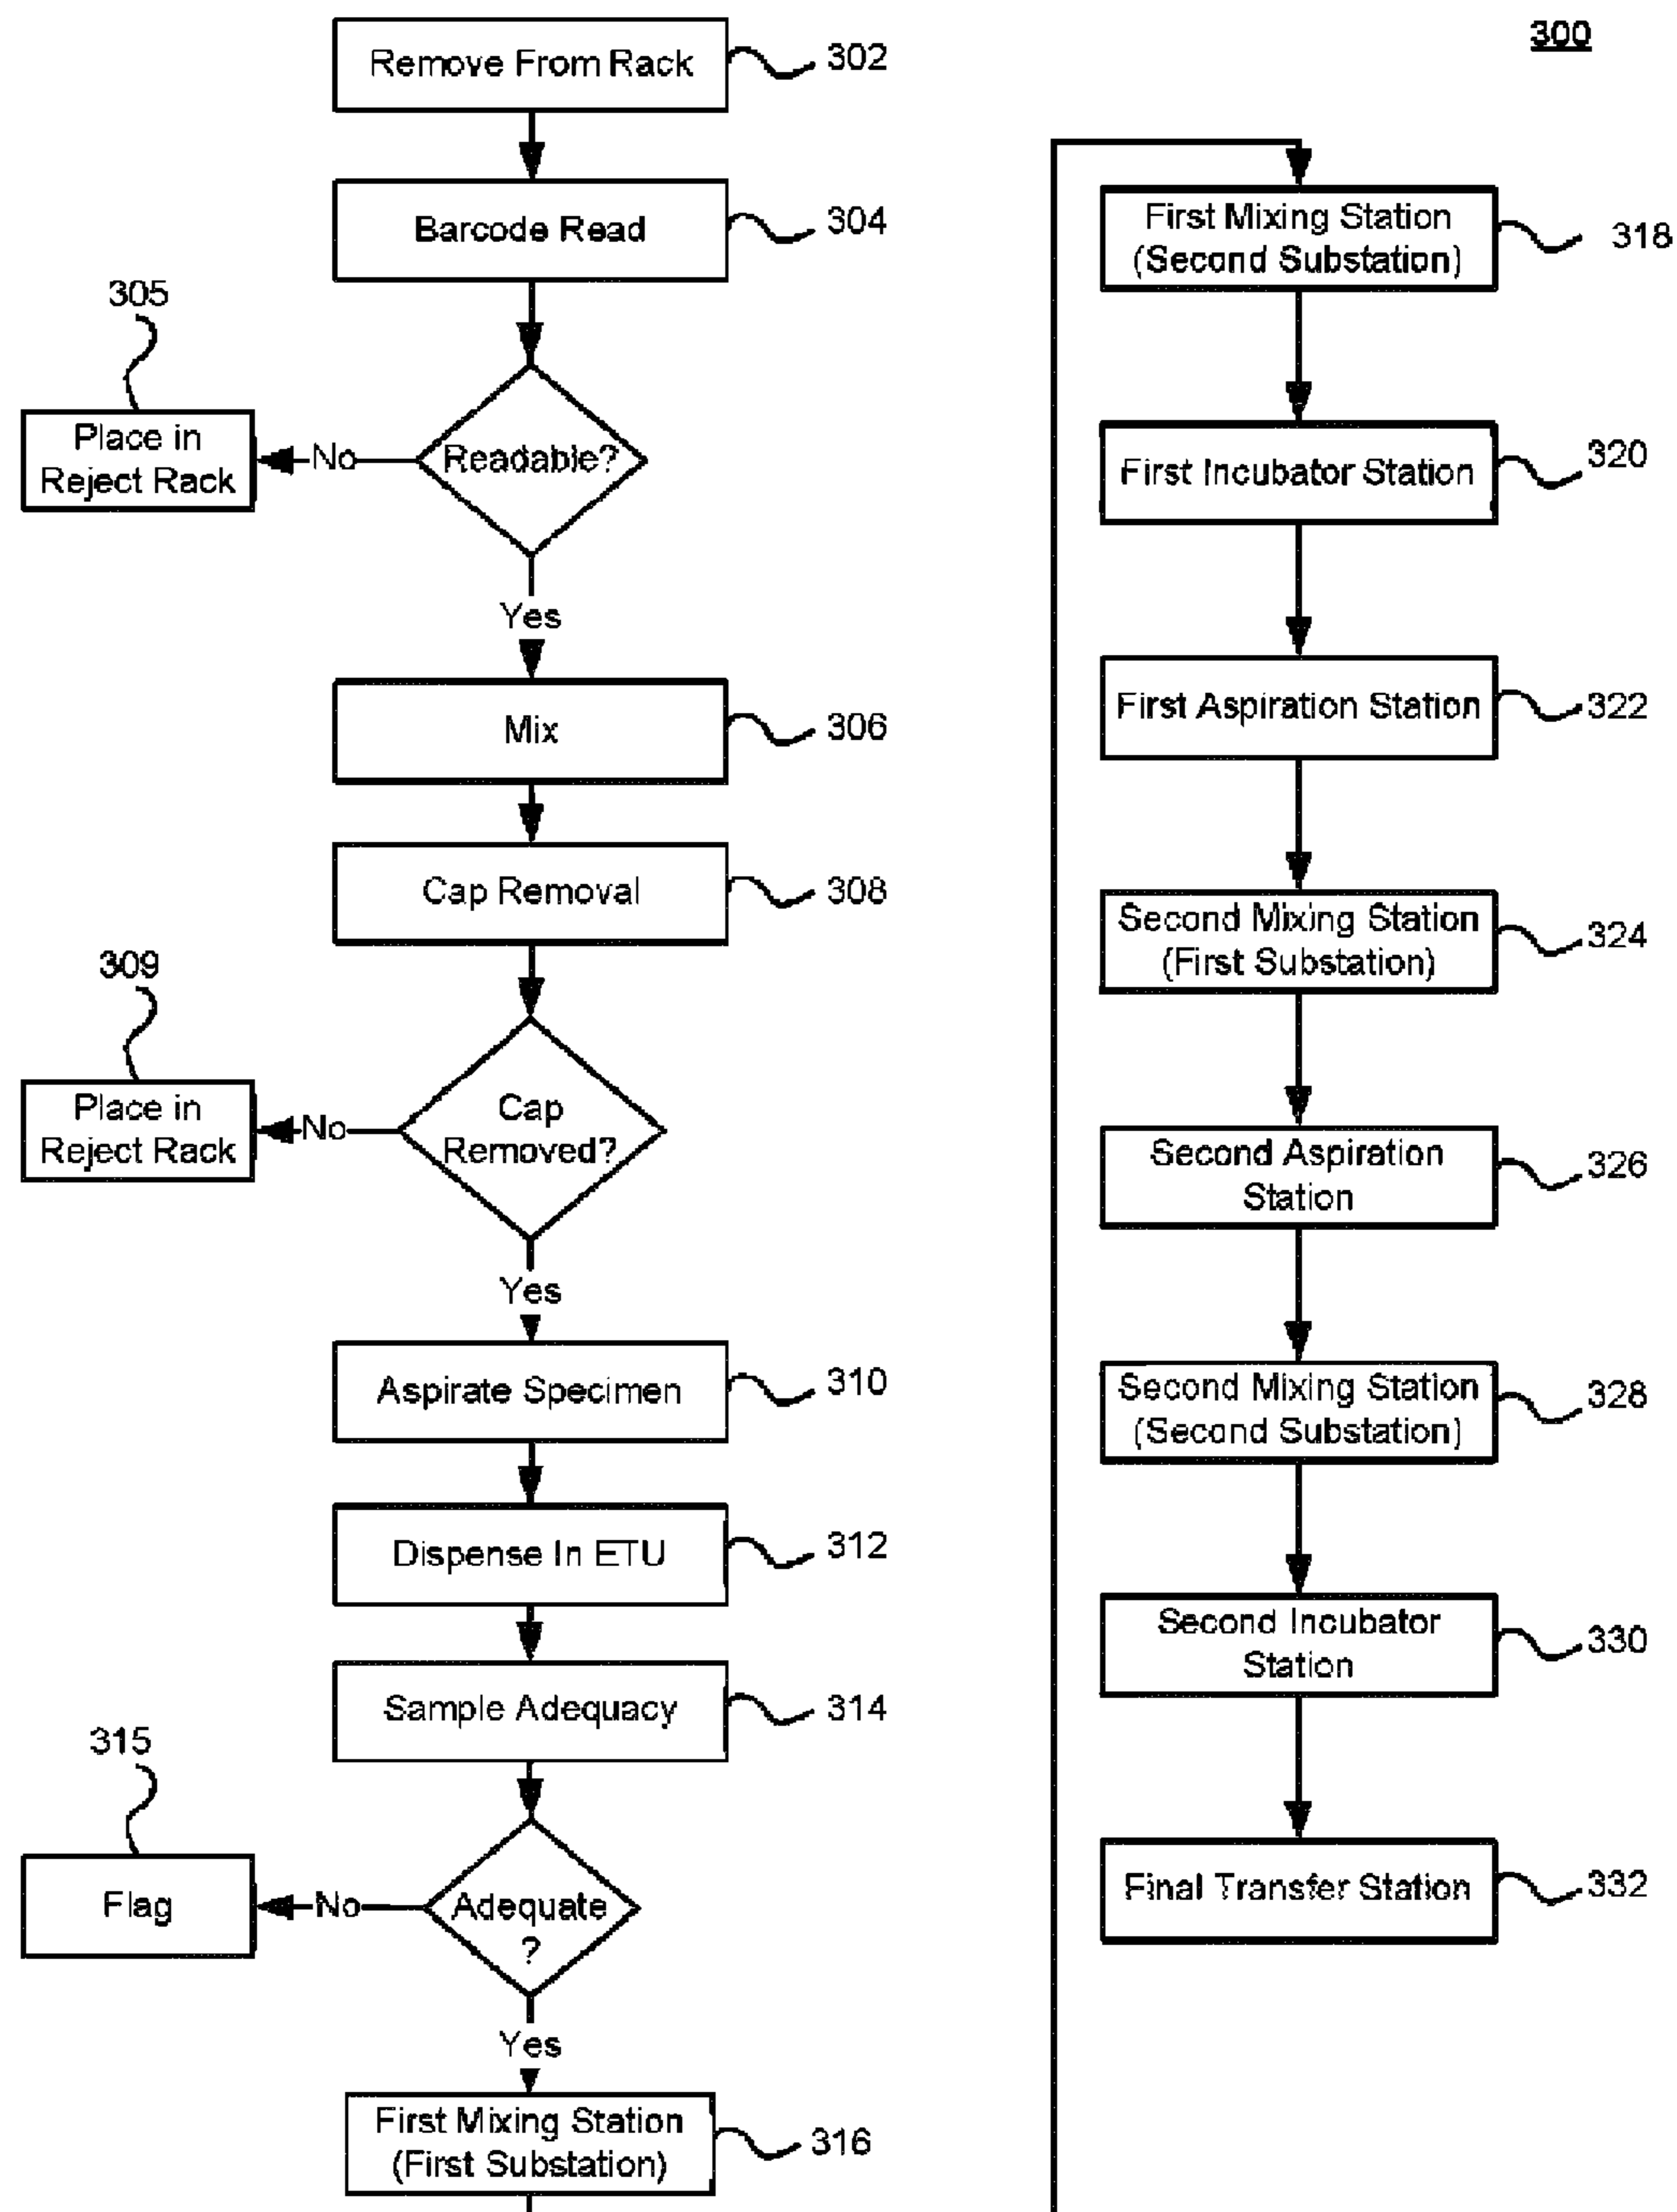 300
Remove From Rack
302
Barcode Read
304
305
Place in
Reject Rack
No
Readable?
Yes
Mix
306
Cap Removal
308
309
Place in
Reject Rack
No
Cap
Removed?
Yes
Aspirate Specimen
310
Dispense In ETU
312
Sample Adequacy
314
315
Flag
No
Adequate
?
Yes
First Mixing Station
(First Substation)
316
First Mixing Station
(Second Substation)
318
First Incubator Station
320
First Aspiration Station
322
Second Mixing Station
(First Substation)
324
Second Aspiration
Station
326
Second Mixing Station
(Second Substation)
328
Second Incubator
Station
330
Final Transfer Station
332